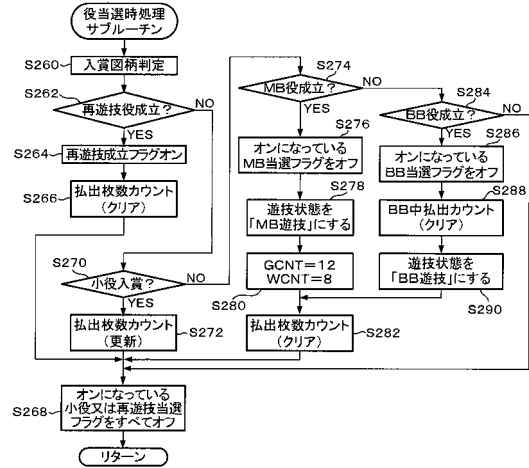 役当選時処理
サブルーチン
S260
入賞図柄判定
S262
再遊技役成立？
NO
YES
S264
再遊技成立フラグオン
S266
払出枚数カウント
(クリア)
S270
小役入賞？
NO
YES
払出枚数カウント
(更新)
S272
S268
オンになっている
小役又は再遊技当選
フラグをすべてオフ
リターン
S274
MB役成立？
NO
YES
S276
オンになっている
MB当選フラグをオフ
S278
遊技状態を
「MB遊技」にする
GCNT=12
WCNT=8
S280
払出枚数カウント
(クリア)
S282
S284
BB役成立？
NO
YES
S286
オンになっている
BB当選フラグをオフ
S288
BB中払出カウント
(クリア)
遊技状態を
「BB遊技」にする
S290